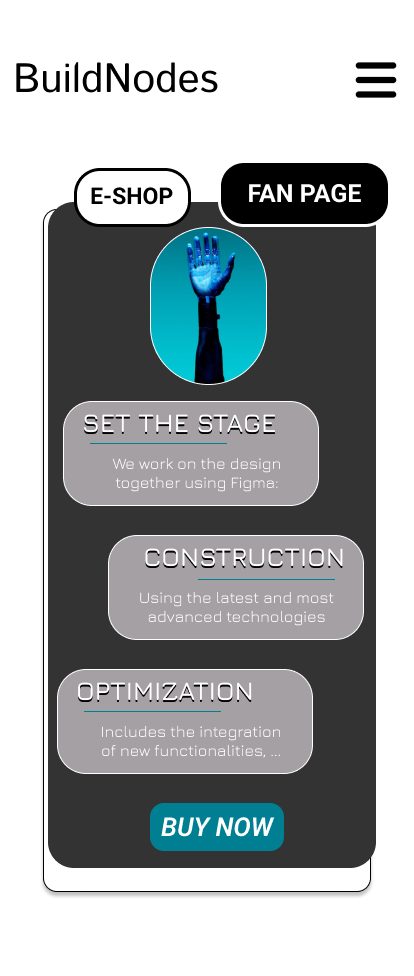 BuildNodes
E-SHOP
FAN PAGE
SET THE STAGE
We work on the design
together using Figma:
CONSTRUCTION
Using the latest and most
advanced technologies
OPTIMIZATION
Includes the integration
of new functionalities, ...
BUY NOW